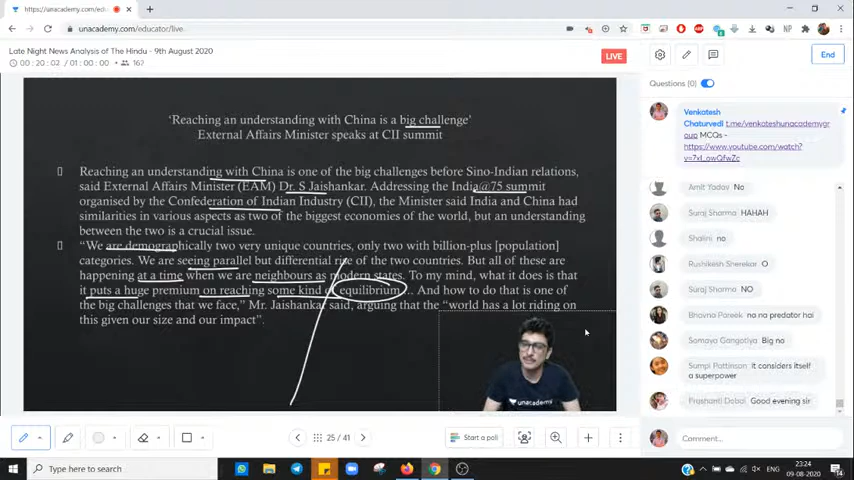 https://unacademy.com/educator/
unacademy.com/educator/live
Late Night News Analysis of The Hindu - 9th August 2020
00 : 20 : 02 / 01 : 00 : 00 • 162
LIVE
End
Questions (0)
'Reaching an understanding with China is a big challenge'
External Affairs Minister speaks at CII summit
Reaching an understanding with China is one of the big challenges before Sino-Indian relations,
said External Affairs Minister (EAM) Dr. S Jaishankar. Addressing the India@75 summit
organised by the Confederation of Indian Industry (CII), the Minister said India and China had
similarities in various aspects as two of the biggest economies of the world, but an understanding
between the two is a crucial issue.
"We are demographically two very unique countries, only two with billion-plus [population]
categories. We are seeing parallel but differential rise of the two countries. But all of these are
happening at a time when we are neighbours as modern states. To my mind, what it does is that
it puts a huge premium on reaching some kind of equilibrium... And how to do that is one of
the big challenges that we face," Mr. Jaishankar said, arguing that the "world has a lot riding on
this given our size and our impact".
unacademy
Venkatesh
Chaturvedi t.me/venkateshunacademygr
oup MCQs -
https://www.youtube.com/watch?
v=7xI_owQfwZc
Amit Yadav No
Suraj Sharma HAHAH
Shalini no
Rushikesh Sherekar O
Suraj Sharma NO
Bhavna Pareek na na predator hai
Somaya Gangotiya Big no
Sumpi Pattinson it considers itself
a superpower
Prashanti Dobal Good evening sir
Comment...
25 / 41
Start a poll
Type here to search
ENG
23:24
09-08-2020